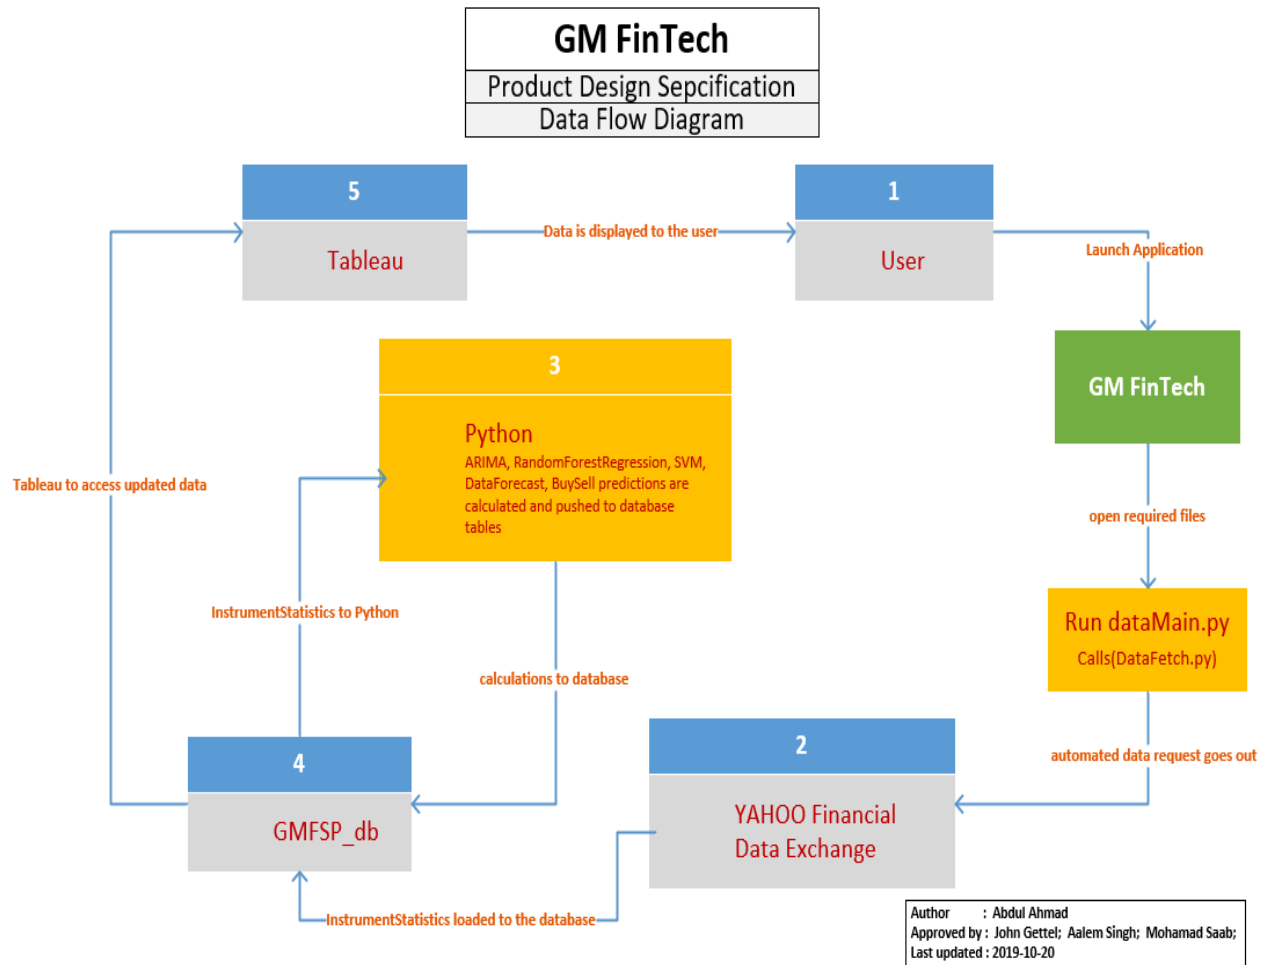 GM FinTech
Product Design Sepcification
Data Flow Diagram
5
Tableau
Data is displayed to the user
1
User
Launch Application
GM FinTech
open required files
Run dataMain.py
Calls(DataFetch.py)
automated data request goes out
2
YAHOO Financial
Data Exchange
InstrumentStatistics loaded to the database
4
GMFSP_db
InstrumentStatistics to Python
3
Python
ARIMA, RandomForestRegression, SVM,
DataForecast, BuySell predictions are
calculated and pushed to database
tables
calculations to database
Tableau to access updated data
Author : Abdul Ahmad
Approved by : John Gettel; Aalem Singh; Mohamad Saab;
Last updated : 2019-10-20